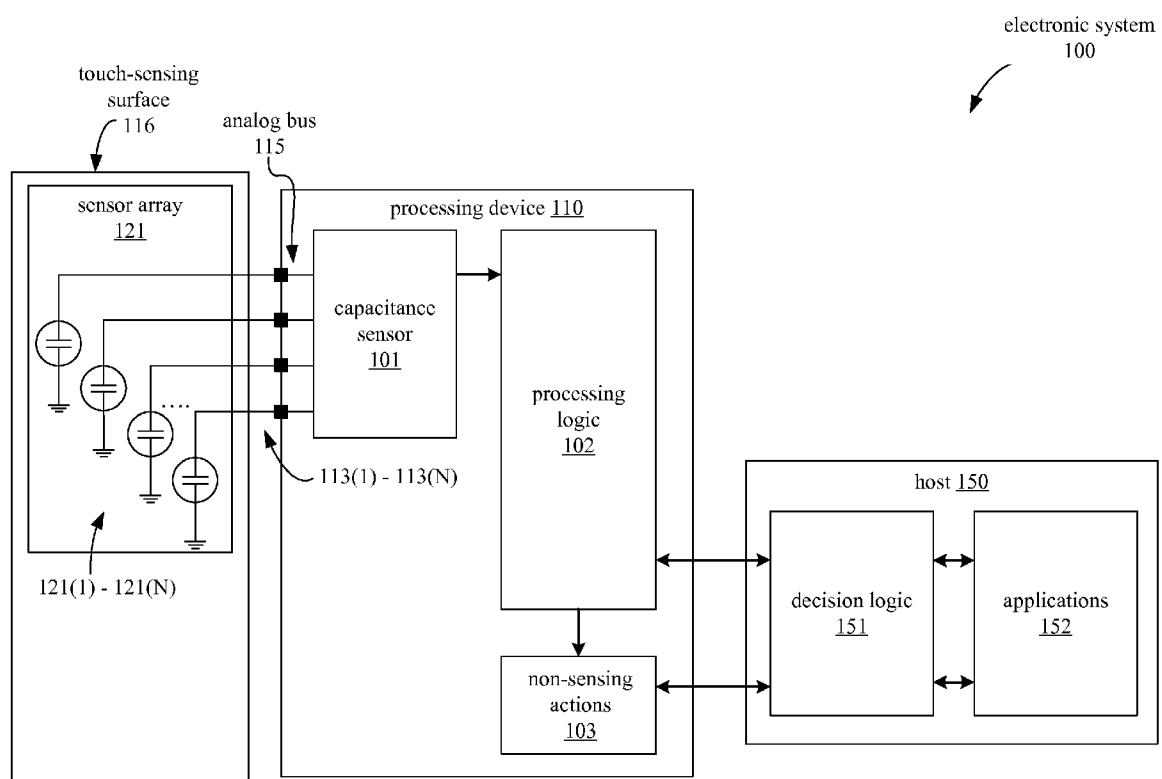 electronic system
100
touch-sensing
surface
116
analog bus
115
sensor array
121
processing device 110
capacitance
sensor
101
processing
logic
102
113(1) - 113(N)
121(1) - 121(N)
host 150
decision logic
151
applications
152
non-sensing
actions
103